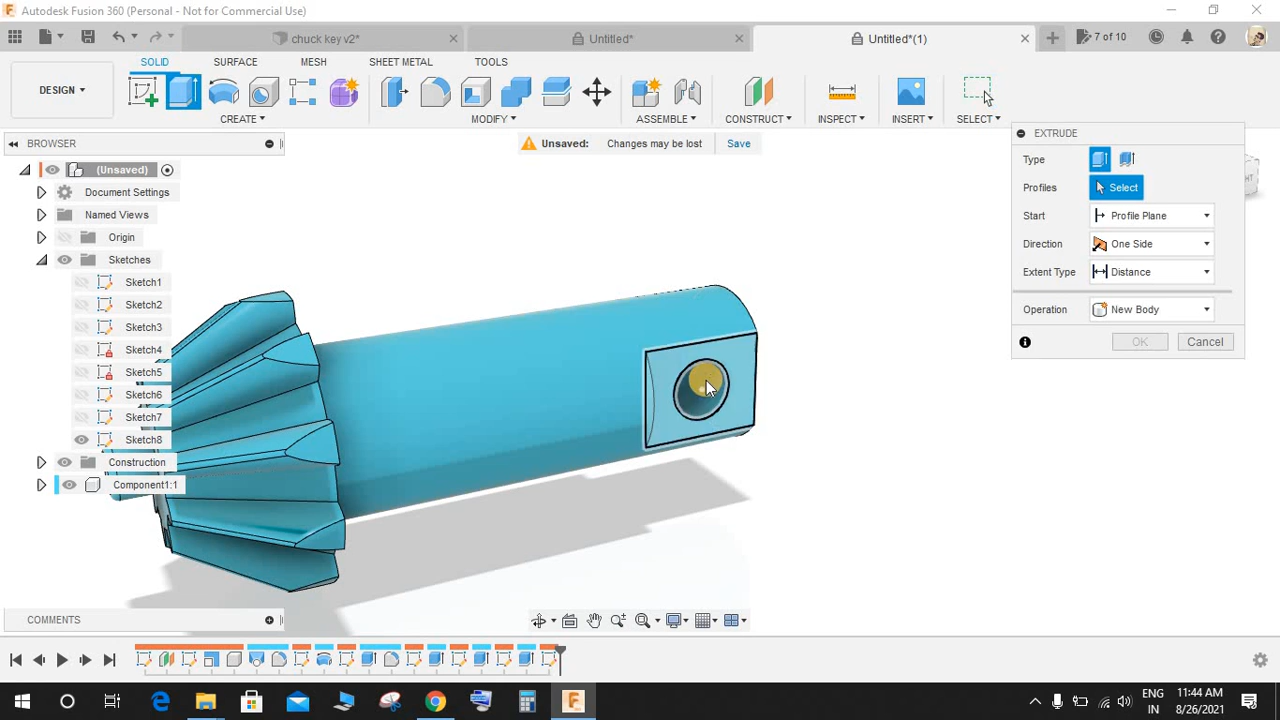 Autodesk Fusion 360 (Personal - Not for Commercial Use)
chuck key v2*
Untitled*
Untitled*(1)
7 of 10
SOLID
SURFACE
MESH
SHEET METAL
TOOLS
DESIGN
CREATE
MODIFY
ASSEMBLE
CONSTRUCT
INSPECT
INSERT
SELECT
BROWSER
Unsaved: Changes may be lost Save
(Unsaved)
Document Settings
Named Views
Origin
Sketches
Sketch1
Sketch2
Sketch3
Sketch4
Sketch5
Sketch6
Sketch7
Sketch8
Construction
Component1:1
EXTRUDE
Type
Profiles Select
Start Profile Plane
Direction One Side
Extent Type Distance
Operation New Body
OK Cancel
COMMENTS
ENG
IN
11:44 AM
8/26/2021